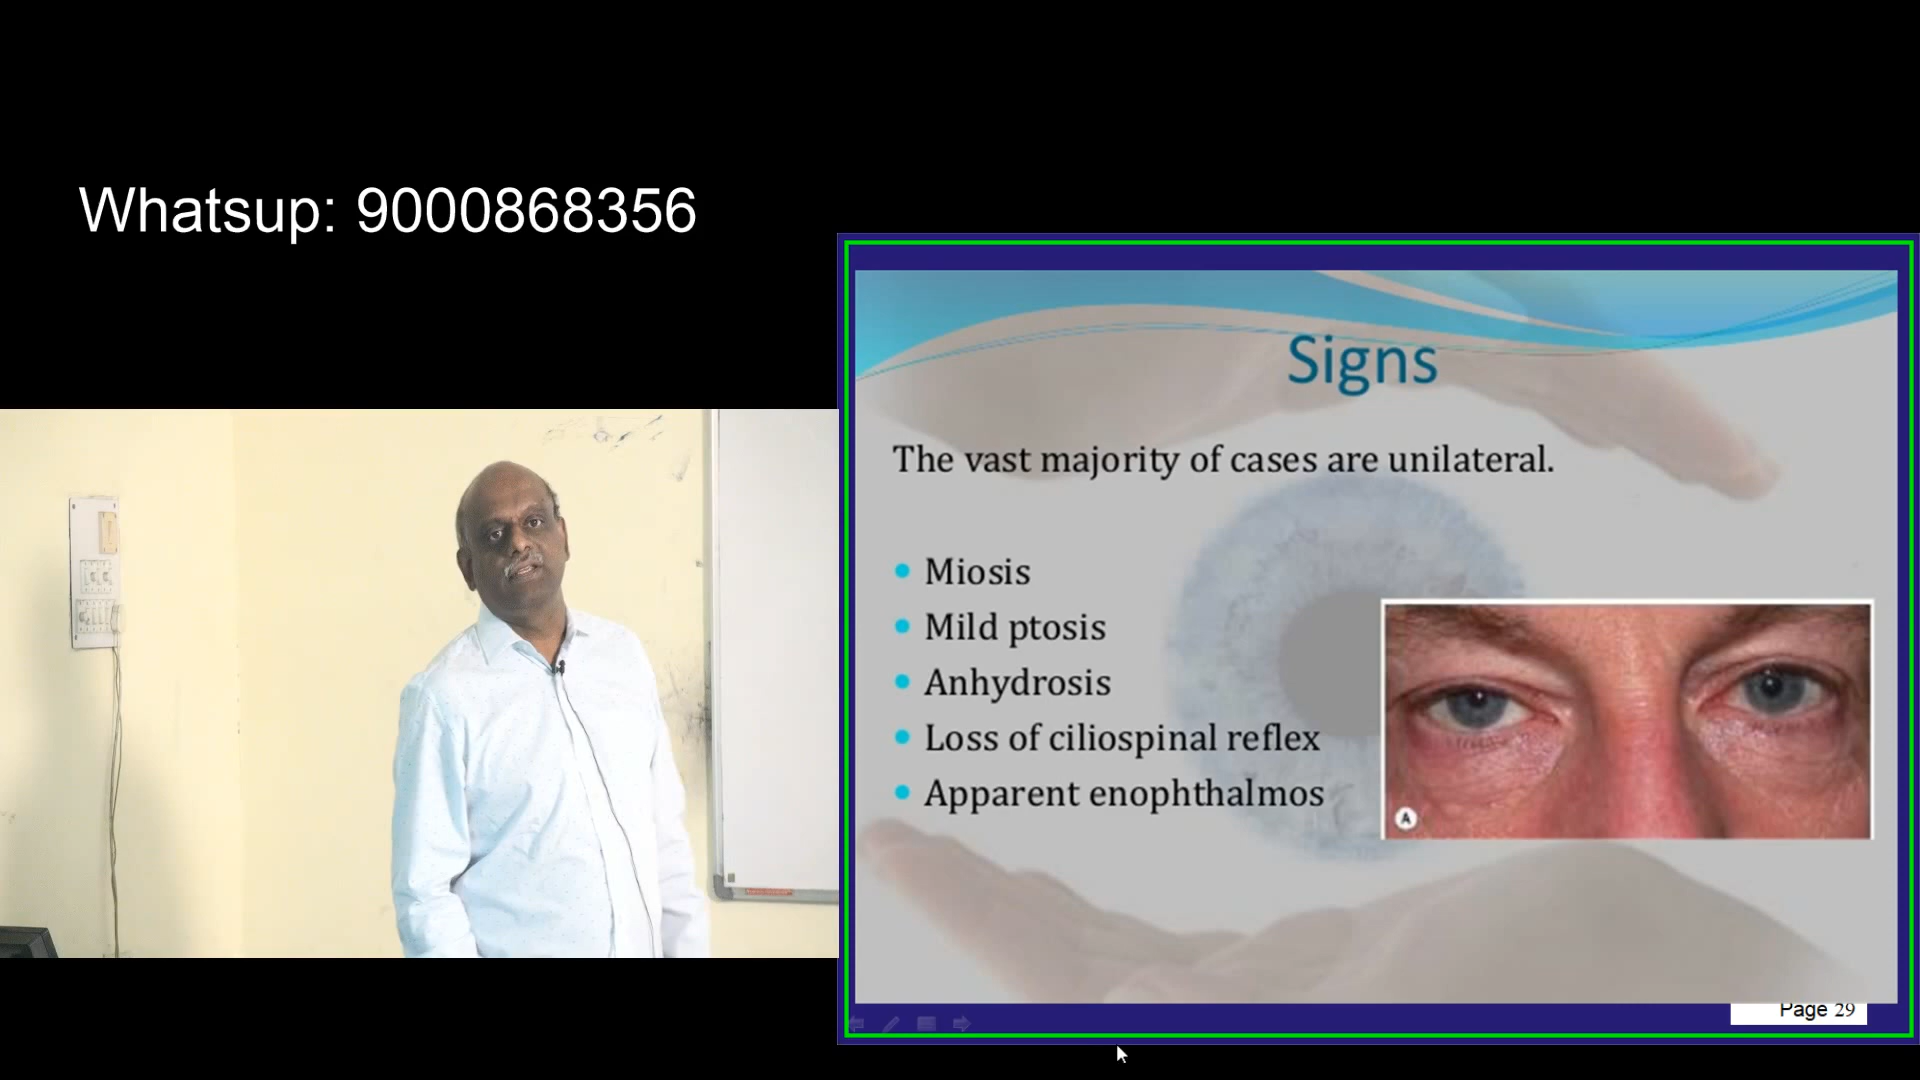 Whatsup: 9000868356
Signs
The vast majority of cases are unilateral.
• Miosis
• Mild ptosis
• Anhydrosis
• Loss of ciliospinal reflex
• Apparent enophthalmos
A
Page 29